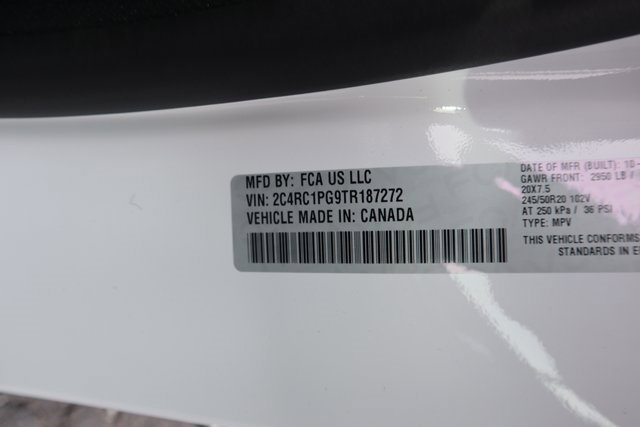 MFD BY: FCA US LLC
VIN: 2C4RC1PG9TR187272
VEHICLE MADE IN: CANADA
DATE OF MFR (BUILT): 10-
GAWR FRONT: 2950 LB /
20X7.5
245/50R20 102V
AT 250 kPa / 36 PSI
TYPE: MPV
THIS VEHICLE CONFORMS
STANDARDS IN